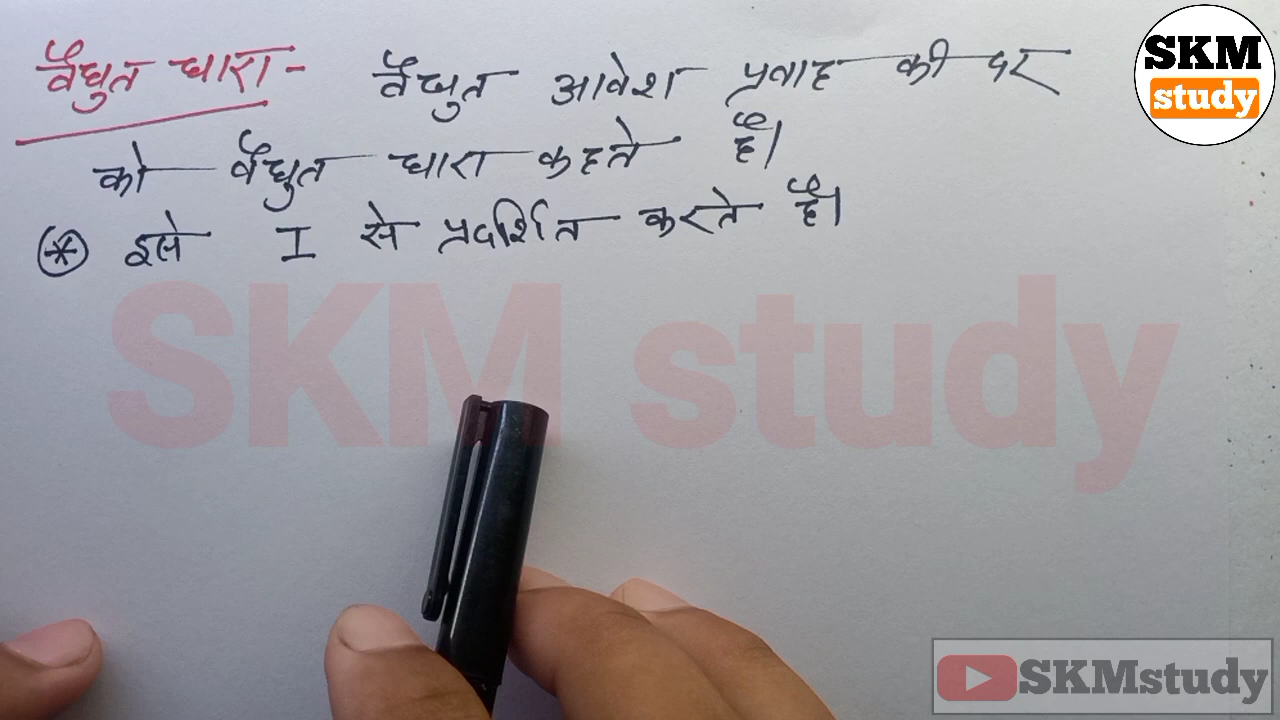 वैद्युत धारा- वैद्युत आवेश प्रवाह की दर
SKM
study
को वैद्युत धारा कहते हैं।
* इसे I से प्रदर्शित करते हैं।
SKM study
SKMstudy